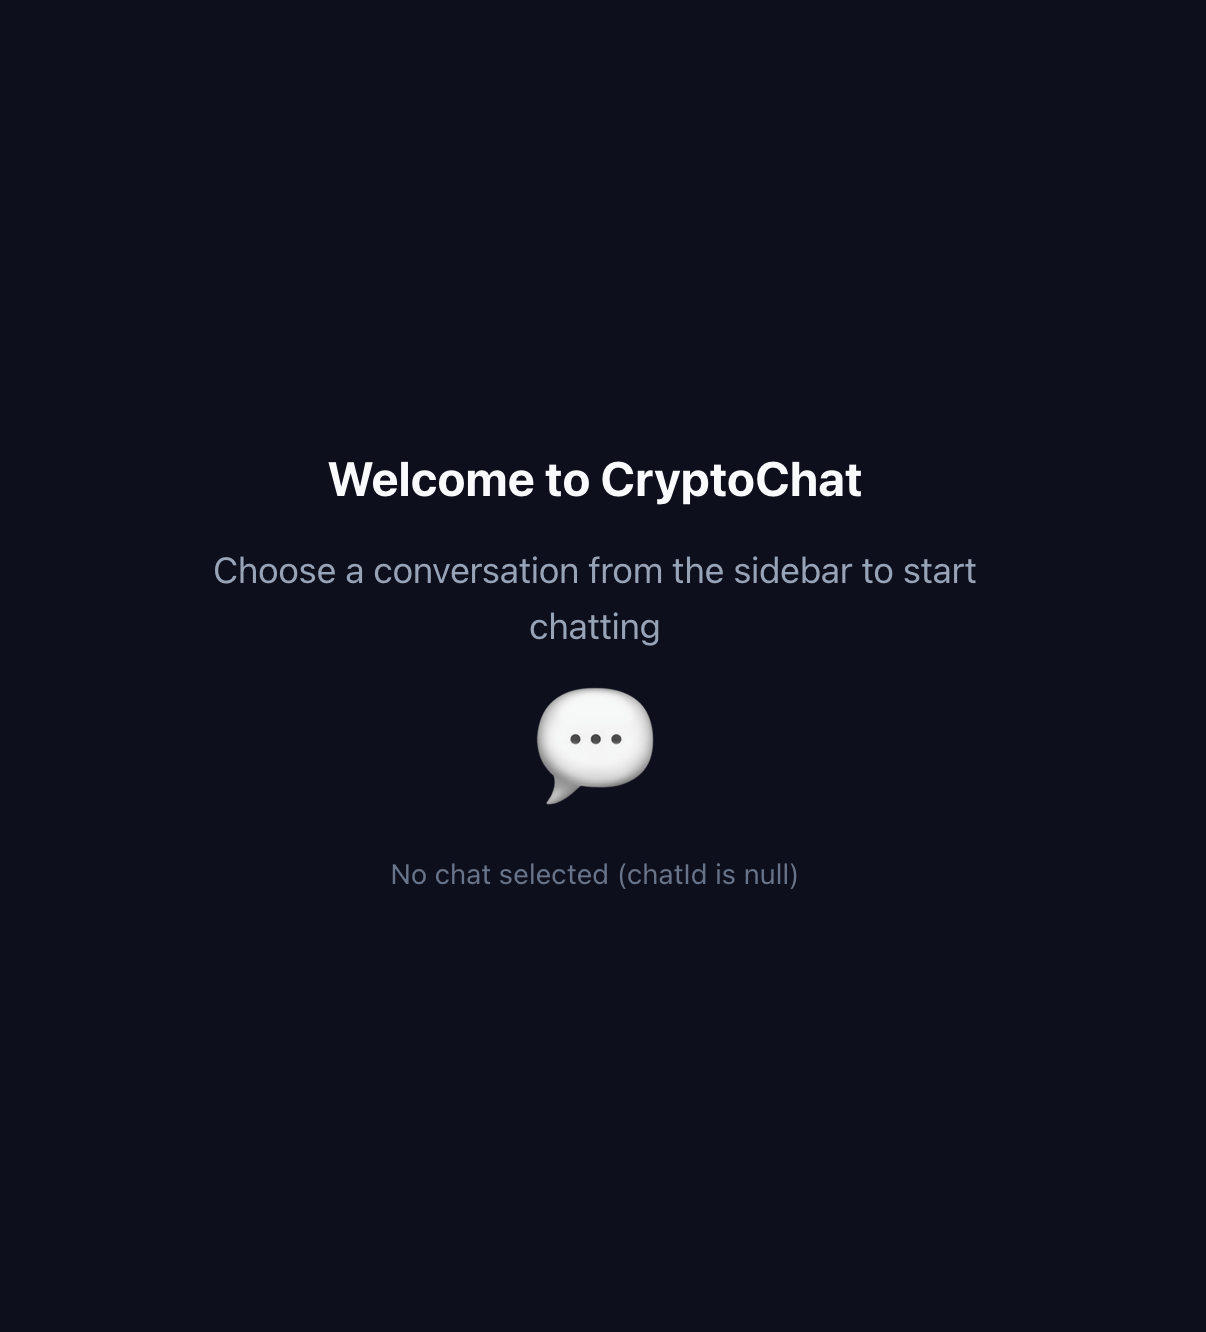 Welcome to CryptoChat
Choose a conversation from the sidebar to start
chatting
No chat selected (chatId is null)